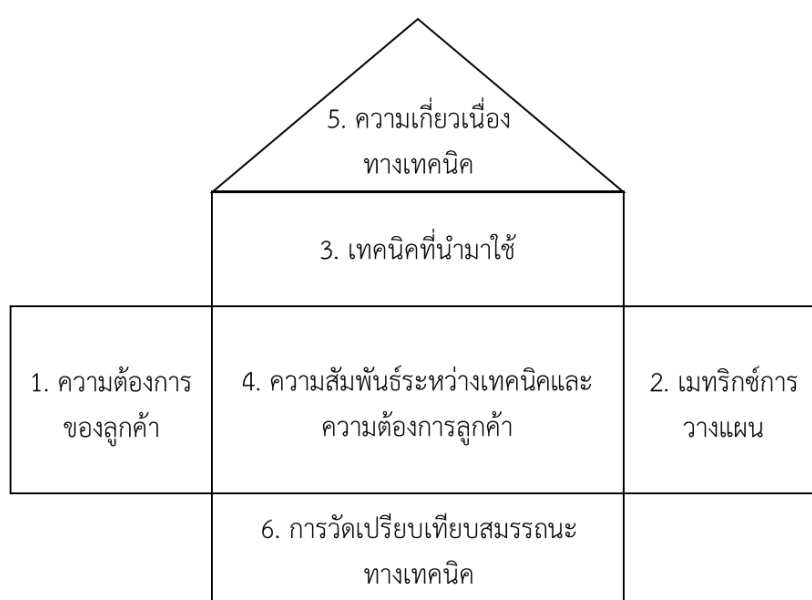 5. ความเกี่ยวเนื่อง
ทางเทคนิค
3. เทคนิคที่นำมาใช้
1. ความต้องการ
ของลูกค้า
4. ความสัมพันธ์ระหว่างเทคนิคและ
ความต้องการลูกค้า
2. เมทริกซ์การ
วางแผน
6. การวัดเปรียบเทียบสมรรถนะ
ทางเทคนิค